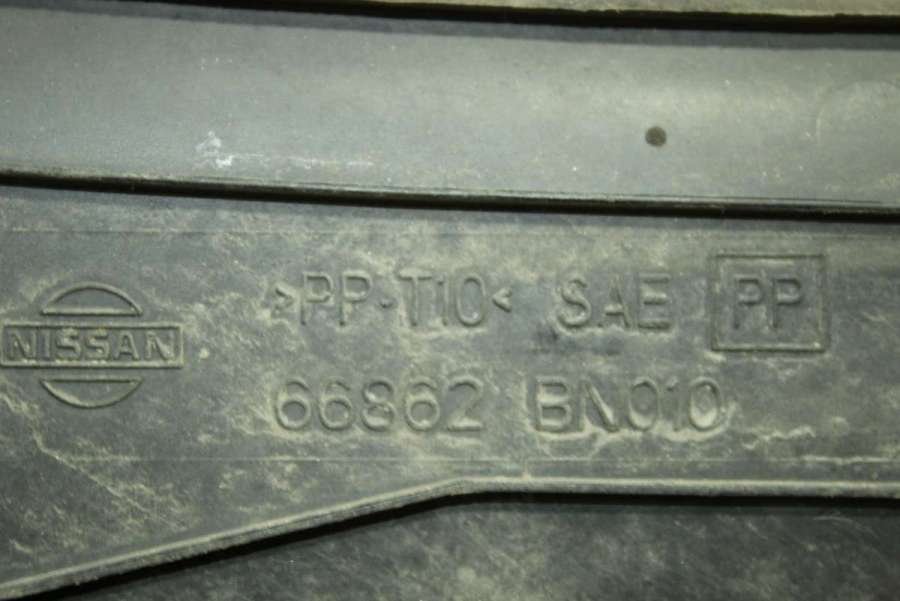 NISSAN
>PP-T10< SAE PP
66862 BN010